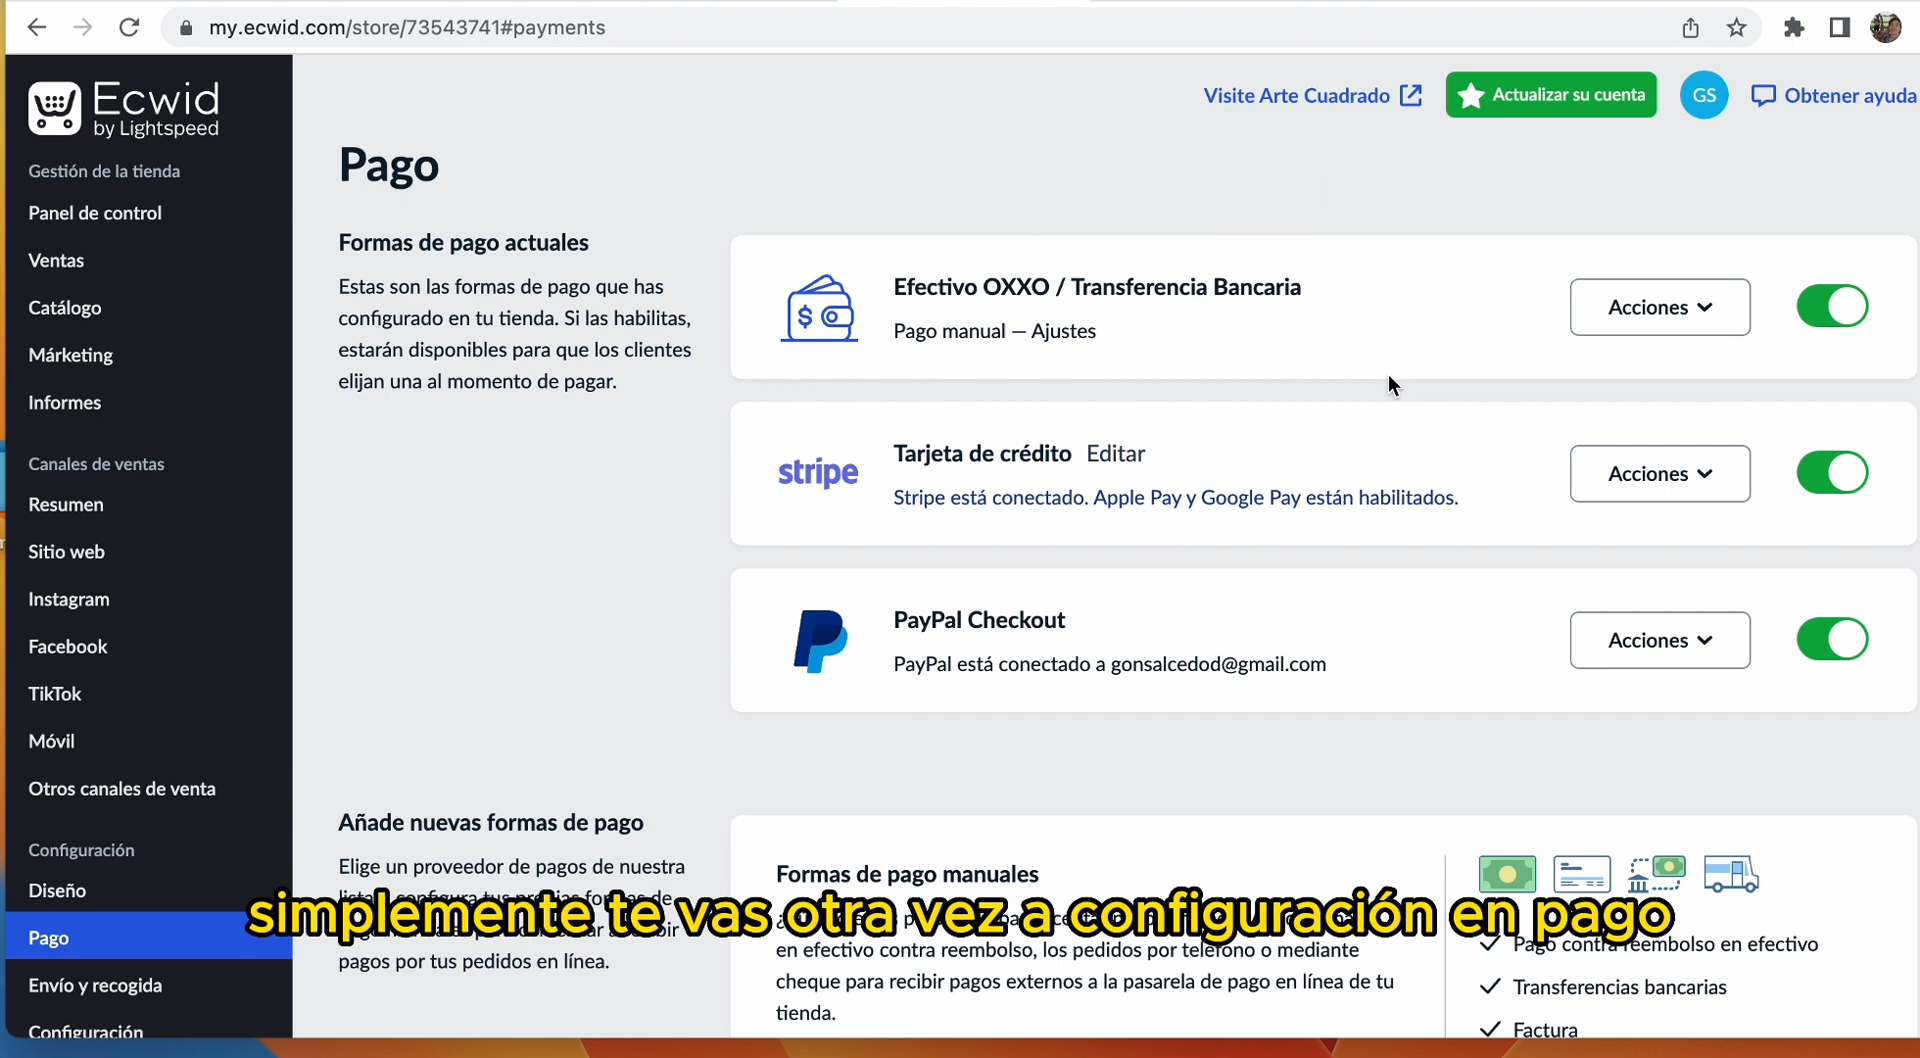 my.ecwid.com/store/73543741#payments
Ecwid
by Lightspeed
Visite Arte Cuadrado
Actualizar su cuenta
GS
Obtener ayuda
Gestión de la tienda
Panel de control
Ventas
Catálogo
Márketing
Informes
Canales de ventas
Resumen
Sitio web
Instagram
Facebook
TikTok
Móvil
Otros canales de venta
Configuración
Diseño
Pago
Envío y recogida
Configuración
Pago
Formas de pago actuales
Estas son las formas de pago que has
configurado en tu tienda. Si las habilitas,
estarán disponibles para que los clientes
elijan una al momento de pagar.
Efectivo OXXO / Transferencia Bancaria
Pago manual — Ajustes
Acciones
stripe
Tarjeta de crédito Editar
Stripe está conectado. Apple Pay y Google Pay están habilitados.
Acciones
PayPal Checkout
PayPal está conectado a gonsalcedod@gmail.com
Acciones
Añade nuevas formas de pago
Elige un proveedor de pagos de nuestra
pagos por tus pedidos en línea.
Formas de pago manuales
en efectivo contra reembolso, los pedidos por teléfono o mediante
cheque para recibir pagos externos a la pasarela de pago en línea de tu
tienda.
Pago contra reembolso en efectivo
Transferencias bancarias
Factura
simplemente te vas otra vez a configuración en pago